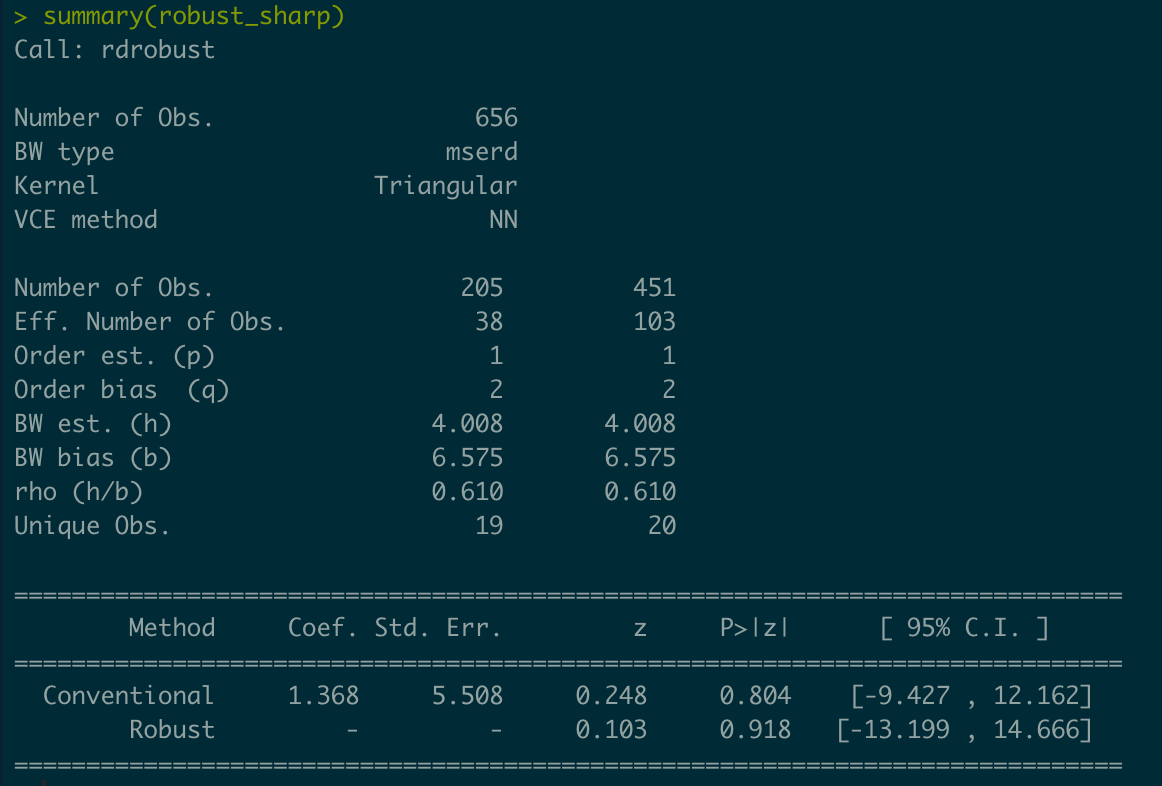 > summary(robust_sharp)
Call: rdrobust
Number of Obs. 656
BW type mserd
Kernel Triangular
VCE method NN
Number of Obs. 205 451
Eff. Number of Obs. 38 103
Order est. (p) 1 1
Order bias (q) 2 2
BW est. (h) 4.008 4.008
BW bias (b) 6.575 6.575
rho (h/b) 0.610 0.610
Unique Obs. 19 20
=============================================================================
Method Coef. Std. Err. z P>|z| [ 95% C.I. ]
=============================================================================
Conventional 1.368 5.508 0.248 0.804 [-9.427 , 12.162]
Robust - - 0.103 0.918 [-13.199 , 14.666]
=============================================================================